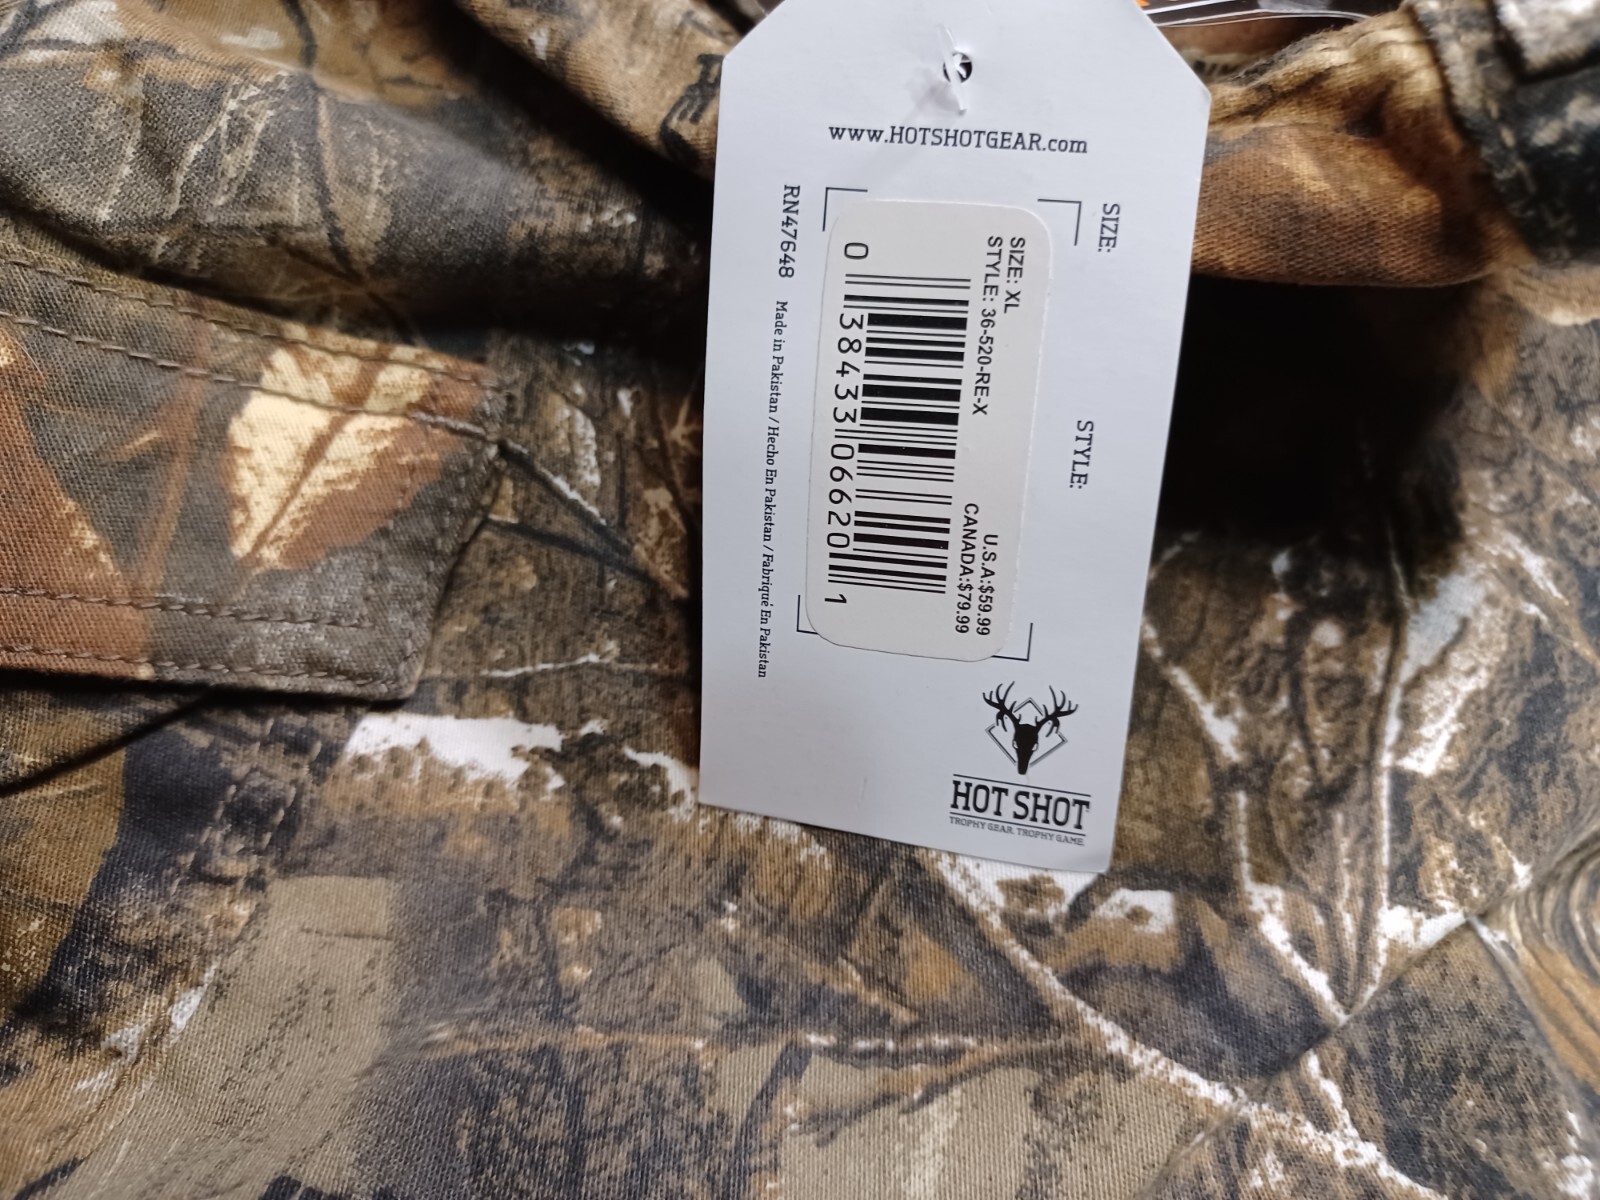 www.HOTSHOTGEAR.com
SIZE:
STYLE:
SIZE: XL
STYLE: 36-520-RE-X
U.S.A:$59.99
CANADA:$79.99
0 38433 06620 1
RN47648 Made in Pakistan / Hecho En Pakistan / Fabriqué En Pakistan
HOT SHOT
TROPHY GEAR. TROPHY GAME.